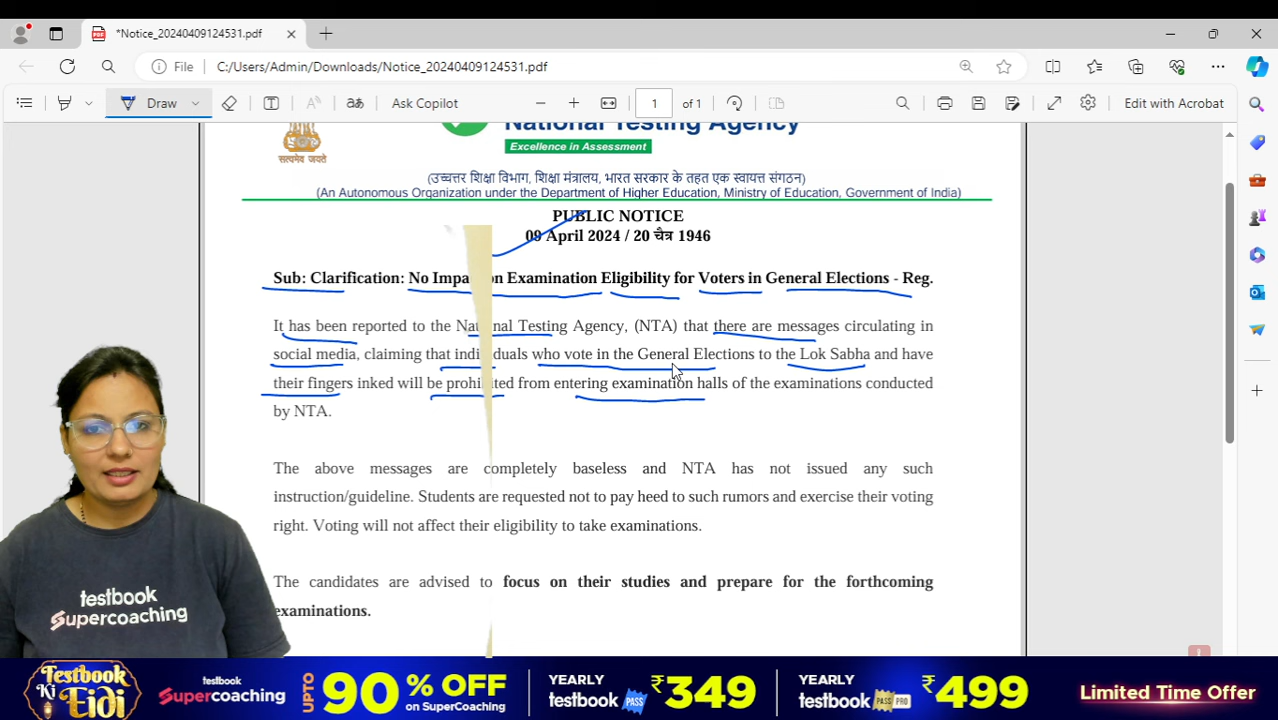 *Notice_20240409124531.pdf
File C:/Users/Admin/Downloads/Notice_20240409124531.pdf
Draw Ask Copilot 1 of 1 Edit with Acrobat
National Testing Agency
सत्यमेव जयते
Excellence in Assessment
(उच्चत्तर शिक्षा विभाग, शिक्षा मंत्रालय, भारत सरकार के तहत एक स्वायत्त संगठन)
(An Autonomous Organization under the Department of Higher Education, Ministry of Education, Government of India)
PUBLIC NOTICE
09 April 2024 / 20 चैत्र 1946
Sub: Clarification: No Impact on Examination Eligibility for Voters in General Elections - Reg.
It has been reported to the National Testing Agency, (NTA) that there are messages circulating in
social media, claiming that individuals who vote in the General Elections to the Lok Sabha and have
their fingers inked will be prohibited from entering examination halls of the examinations conducted
by NTA.
The above messages are completely baseless and NTA has not issued any such
instruction/guideline. Students are requested not to pay heed to such rumors and exercise their voting
right. Voting will not affect their eligibility to take examinations.
The candidates are advised to focus on their studies and prepare for the forthcoming
examinations.
testbook
Supercoaching
Testbook
Ki
Eidi
testbook
Supercoaching
UPTO
90% OFF
on SuperCoaching
YEARLY
testbook PASS
₹349
YEARLY
testbook PASS PRO
₹499
Limited Time Offer